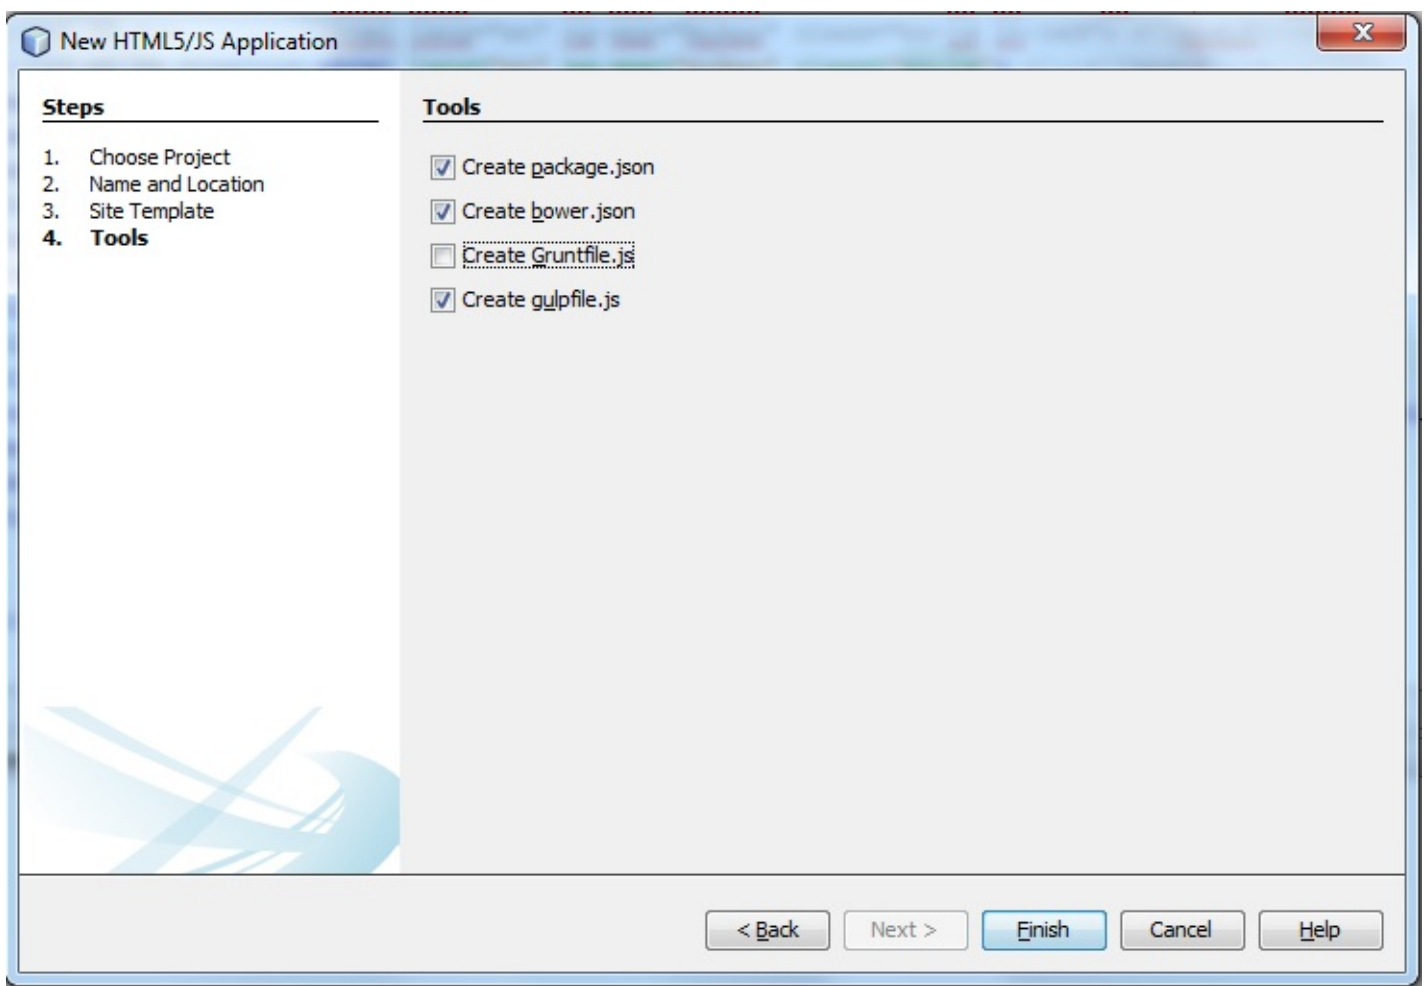 New HTML5/JS Application
x
Steps
1. Choose Project
2. Name and Location
3. Site Template
4. Tools
Tools
Create package.json
Create bower.json
Create Gruntfile.js
Create gulpfile.js
< Back
Next >
Finish
Cancel
Help